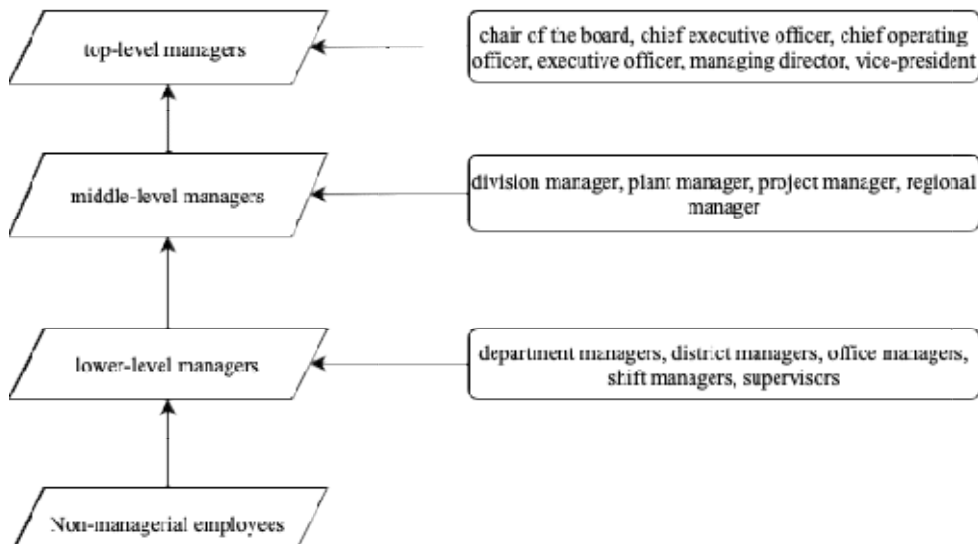 top-level managers
chair of the board, chief executive officer, chief operating
officer, executive officer, managing director, vice-president
middle-level managers
division manager, plant manager, project manager, regional
manager
lower-level managers
department managers, district managers, office managers,
shift managers, supervisors
Non-managerial employees